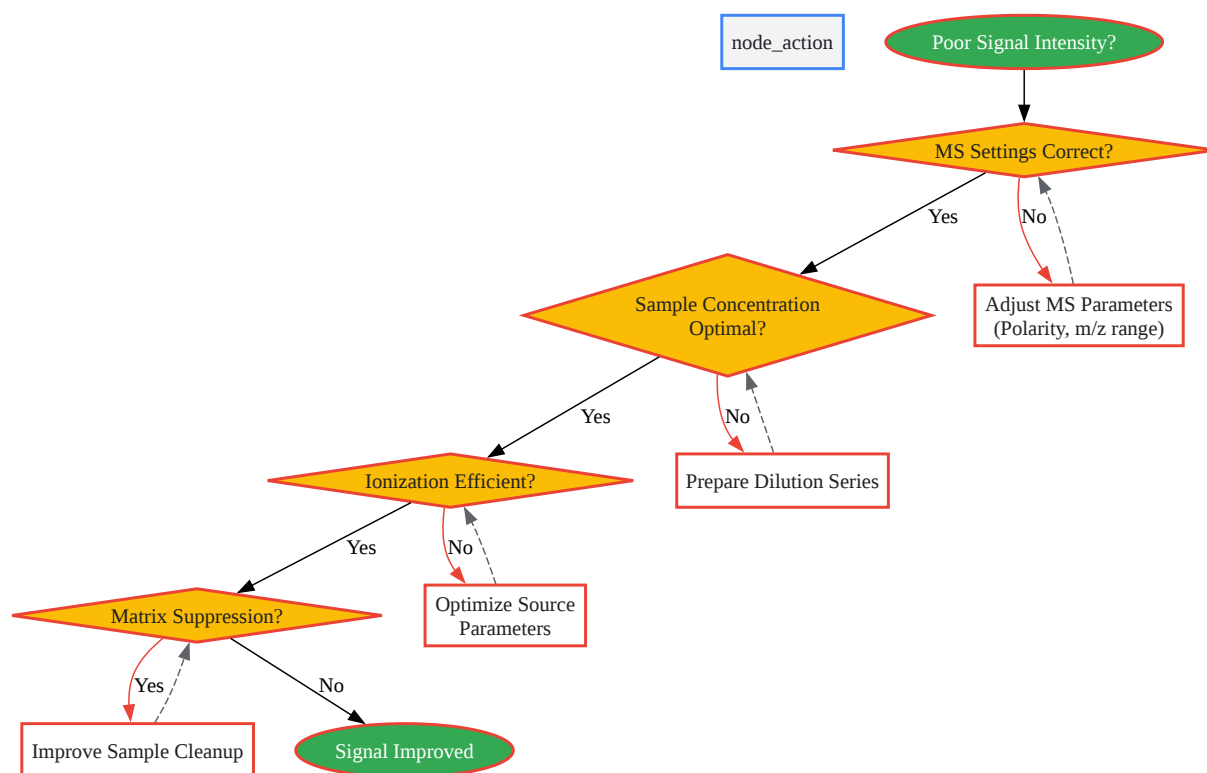 node_action
Poor Signal Intensity?
MS Settings Correct?
Yes
No
Adjust MS Parameters
(Polarity, m/z range)
Sample Concentration
Optimal?
Yes
No
Prepare Dilution Series
Ionization Efficient?
Yes
No
Optimize Source
Parameters
Matrix Suppression?
Yes
No
Improve Sample Cleanup
Signal Improved